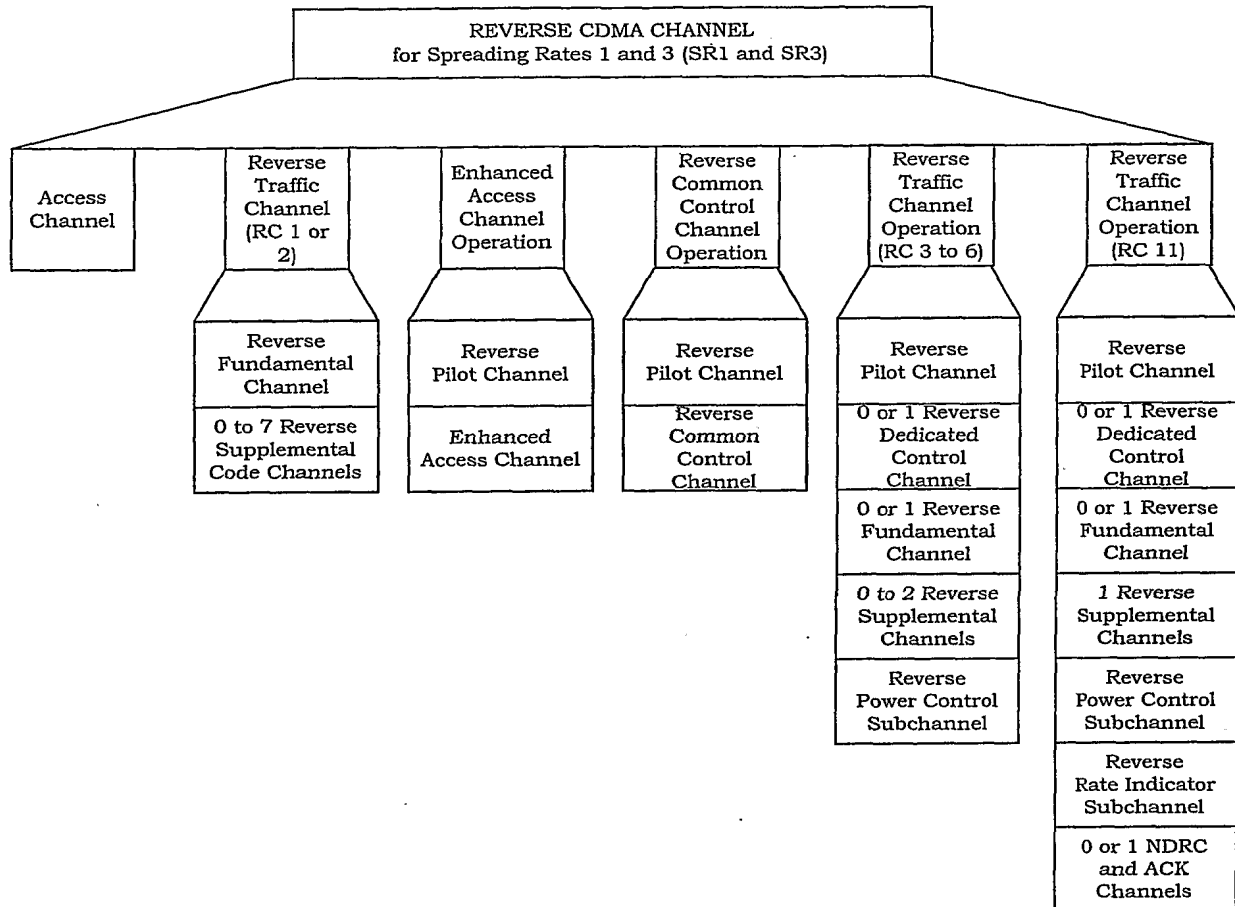 REVERSE CDMA CHANNEL
for Spreading Rates 1 and 3 (SR1 and SR3)
Access
Channel
Reverse
Traffic
Channel
(RC 1 or
2)
Enhanced
Access
Channel
Operation
Reverse
Common
Control
Channel
Operation
Reverse
Traffic
Channel
Operation
(RC 3 to 6)
Reverse
Traffic
Channel
Operation
(RC 11)
Reverse
Fundamental
Channel
0 to 7 Reverse
Supplemental
Code Channels
Reverse
Pilot Channel
Enhanced
Access Channel
Reverse
Pilot Channel
Reverse
Common
Control
Channel
Reverse
Pilot Channel
0 or 1 Reverse
Dedicated
Control
Channel
0 or 1 Reverse
Fundamental
Channel
0 to 2 Reverse
Supplemental
Channels
Reverse
Power Control
Subchannel
Reverse
Pilot Channel
0 or 1 Reverse
Dedicated
Control
Channel
0 or 1 Reverse
Fundamental
Channel
1 Reverse
Supplemental
Channels
Reverse
Power Control
Subchannel
Reverse
Rate Indicator
Subchannel
0 or 1 NDRC
and ACK
Channels